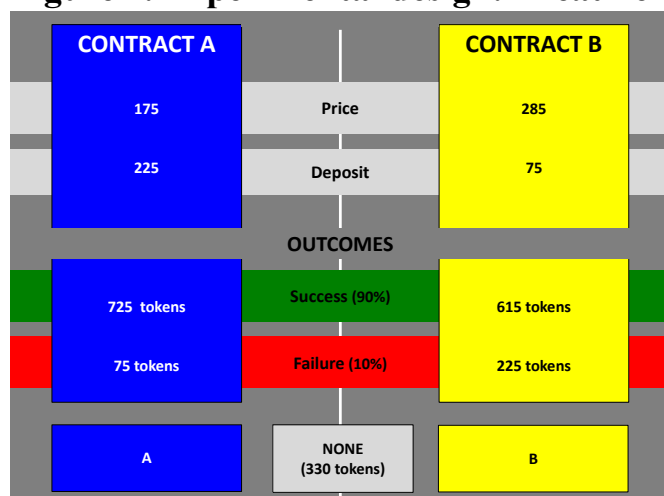 CONTRACT A
CONTRACT B
175
Price
285
225
Deposit
75
OUTCOMES
Success (90%)
725 tokens
615 tokens
75 tokens
Failure (10%)
225 tokens
A
NONE
(330 tokens)
B